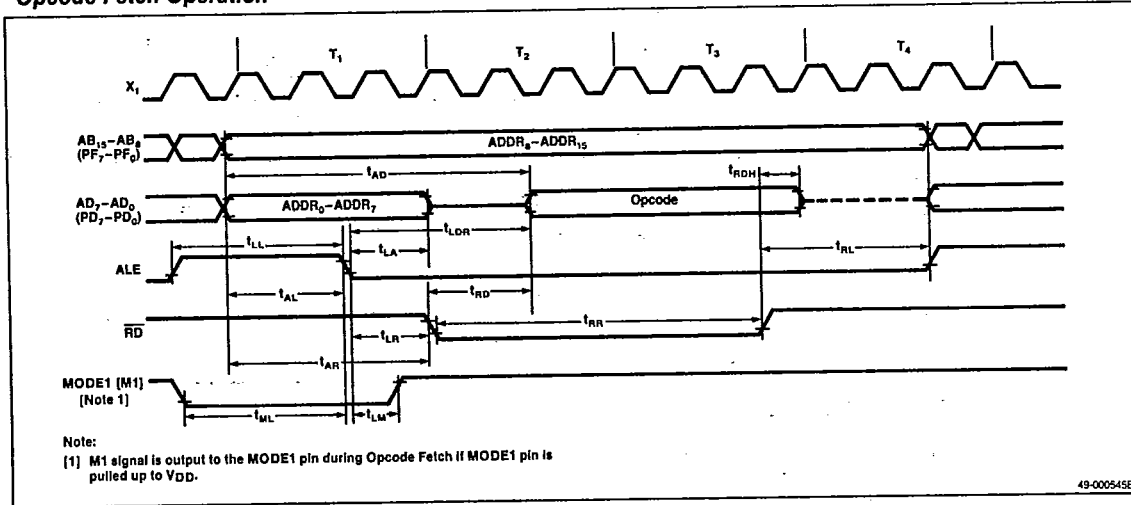 Opcode Fetch Operation
T₁ T₂ T₃ T₄
X₁
AB₁₅–AB₈
(PF₇–PF₀)
ADDR₈–ADDR₁₅
tAD
tRDH
AD₇–AD₀
(PD₇–PD₀)
ADDR₀–ADDR₇
Opcode
tLDR
tLL
tLA
tRL
ALE
tAL
tRD
tRR
RD
tLR
tAR
MODE1 [M1]
[Note 1]
tML
tLM
Note:
[1] M1 signal is output to the MODE1 pin during Opcode Fetch if MODE1 pin is
pulled up to VDD.
49-000545B